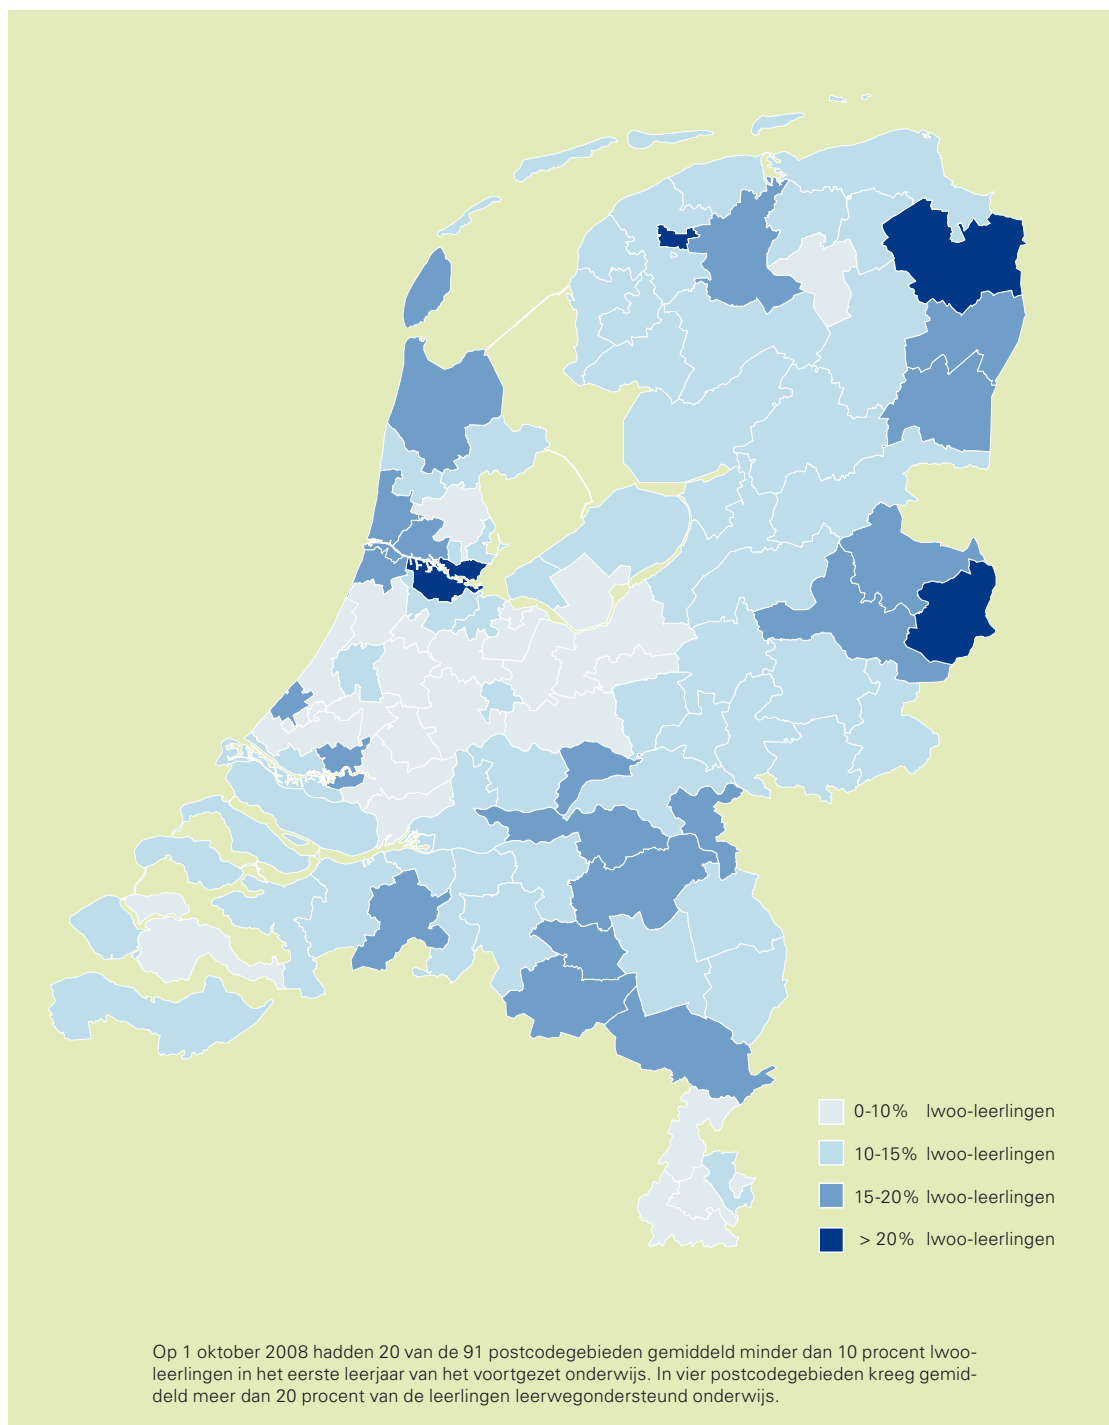 0-10% lwoo-leerlingen
10-15% lwoo-leerlingen
15-20% lwoo-leerlingen
> 20% lwoo-leerlingen
Op 1 oktober 2008 hadden 20 van de 91 postcodegebieden gemiddeld minder dan 10 procent lwoo-
leerlingen in het eerste leerjaar van het voortgezet onderwijs. In vier postcodegebieden kreeg gemid-
deld meer dan 20 procent van de leerlingen leerwegondersteund onderwijs.